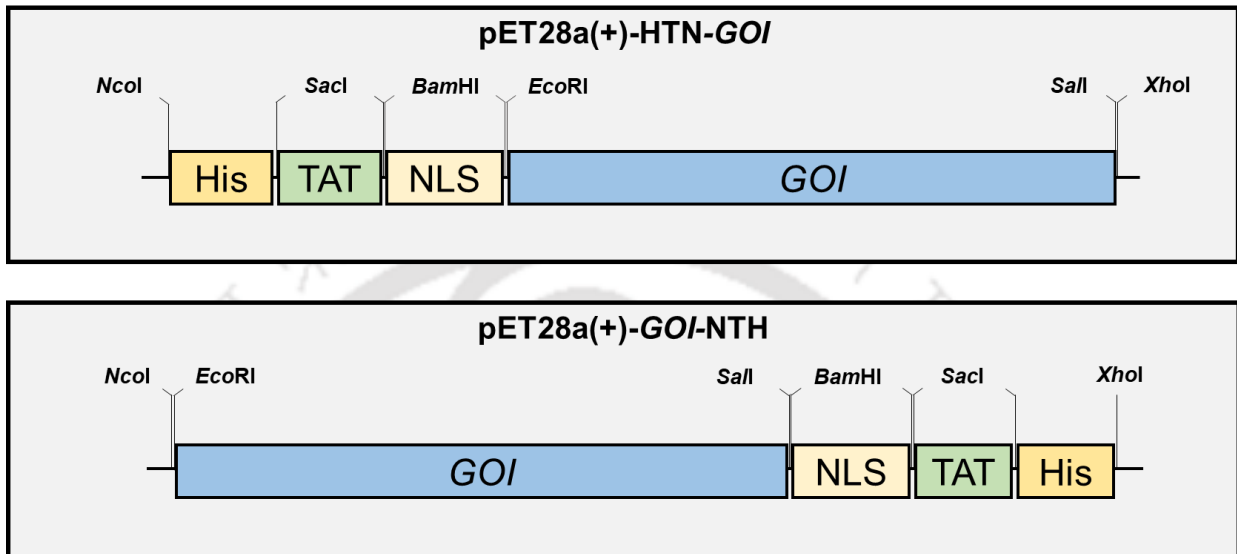 pET28a(+)-HTN-GOI
NcoI SacI BamHI EcoRI SalI XhoI
His TAT NLS GOI
pET28a(+)-GOI-NTH
NcoI EcoRI SalI BamHI SacI XhoI
GOI NLS TAT His